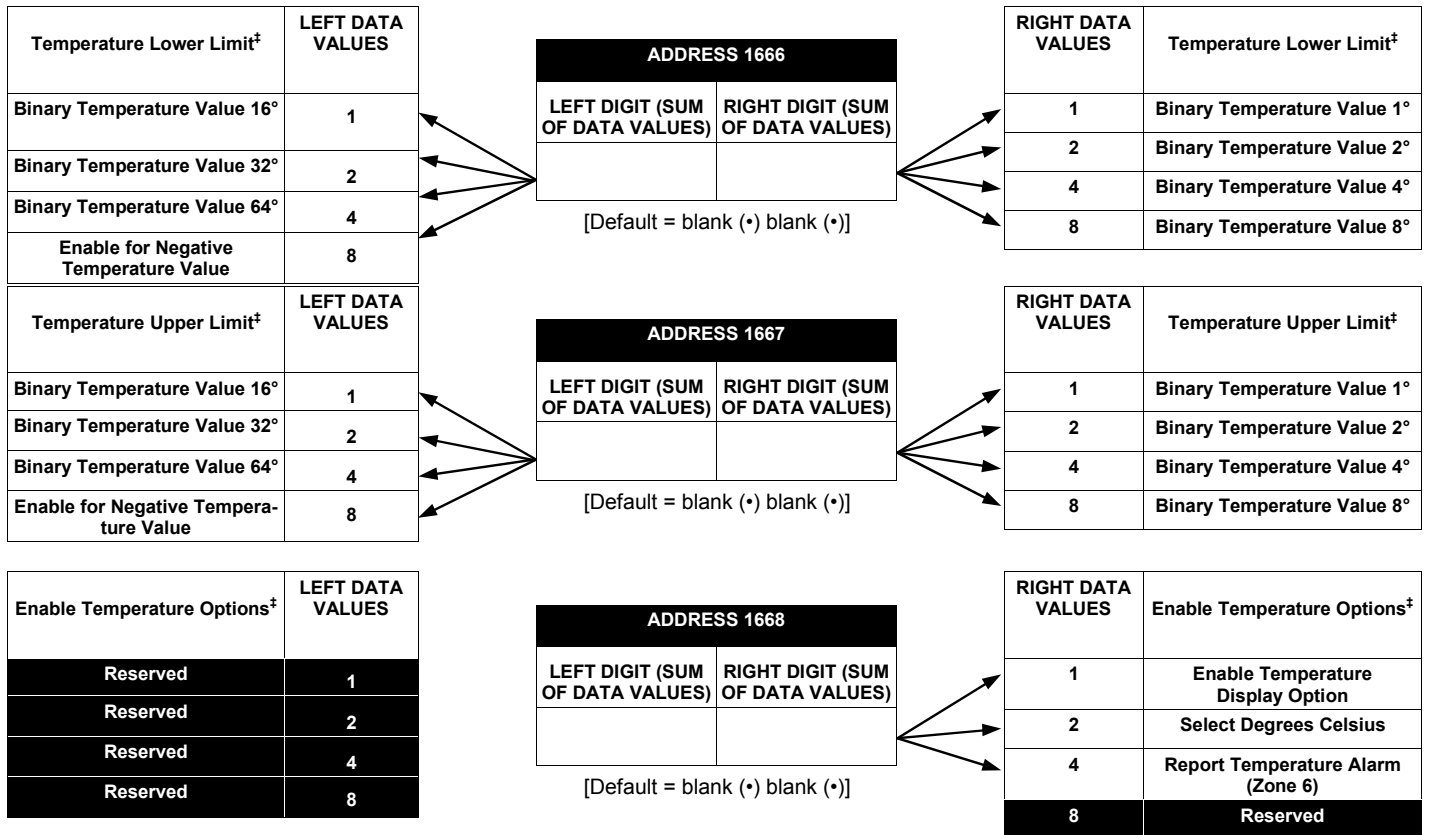 Temperature Lower Limit‡
LEFT DATA
VALUES
Binary Temperature Value 16°
1
Binary Temperature Value 32°
2
Binary Temperature Value 64°
4
Enable for Negative
Temperature Value
8
ADDRESS 1666
LEFT DIGIT (SUM
OF DATA VALUES)
RIGHT DIGIT (SUM
OF DATA VALUES)
[Default = blank (•) blank (•)]
RIGHT DATA
VALUES
Temperature Lower Limit‡
1
Binary Temperature Value 1°
2
Binary Temperature Value 2°
4
Binary Temperature Value 4°
8
Binary Temperature Value 8°
Temperature Upper Limit‡
LEFT DATA
VALUES
Binary Temperature Value 16°
1
Binary Temperature Value 32°
2
Binary Temperature Value 64°
4
Enable for Negative Tempera-
ture Value
8
ADDRESS 1667
LEFT DIGIT (SUM
OF DATA VALUES)
RIGHT DIGIT (SUM
OF DATA VALUES)
[Default = blank (•) blank (•)]
RIGHT DATA
VALUES
Temperature Upper Limit‡
1
Binary Temperature Value 1°
2
Binary Temperature Value 2°
4
Binary Temperature Value 4°
8
Binary Temperature Value 8°
Enable Temperature Options‡
LEFT DATA
VALUES
Reserved
1
Reserved
2
Reserved
4
Reserved
8
ADDRESS 1668
LEFT DIGIT (SUM
OF DATA VALUES)
RIGHT DIGIT (SUM
OF DATA VALUES)
[Default = blank (•) blank (•)]
RIGHT DATA
VALUES
Enable Temperature Options‡
1
Enable Temperature
Display Option
2
Select Degrees Celsius
4
Report Temperature Alarm
(Zone 6)
8
Reserved